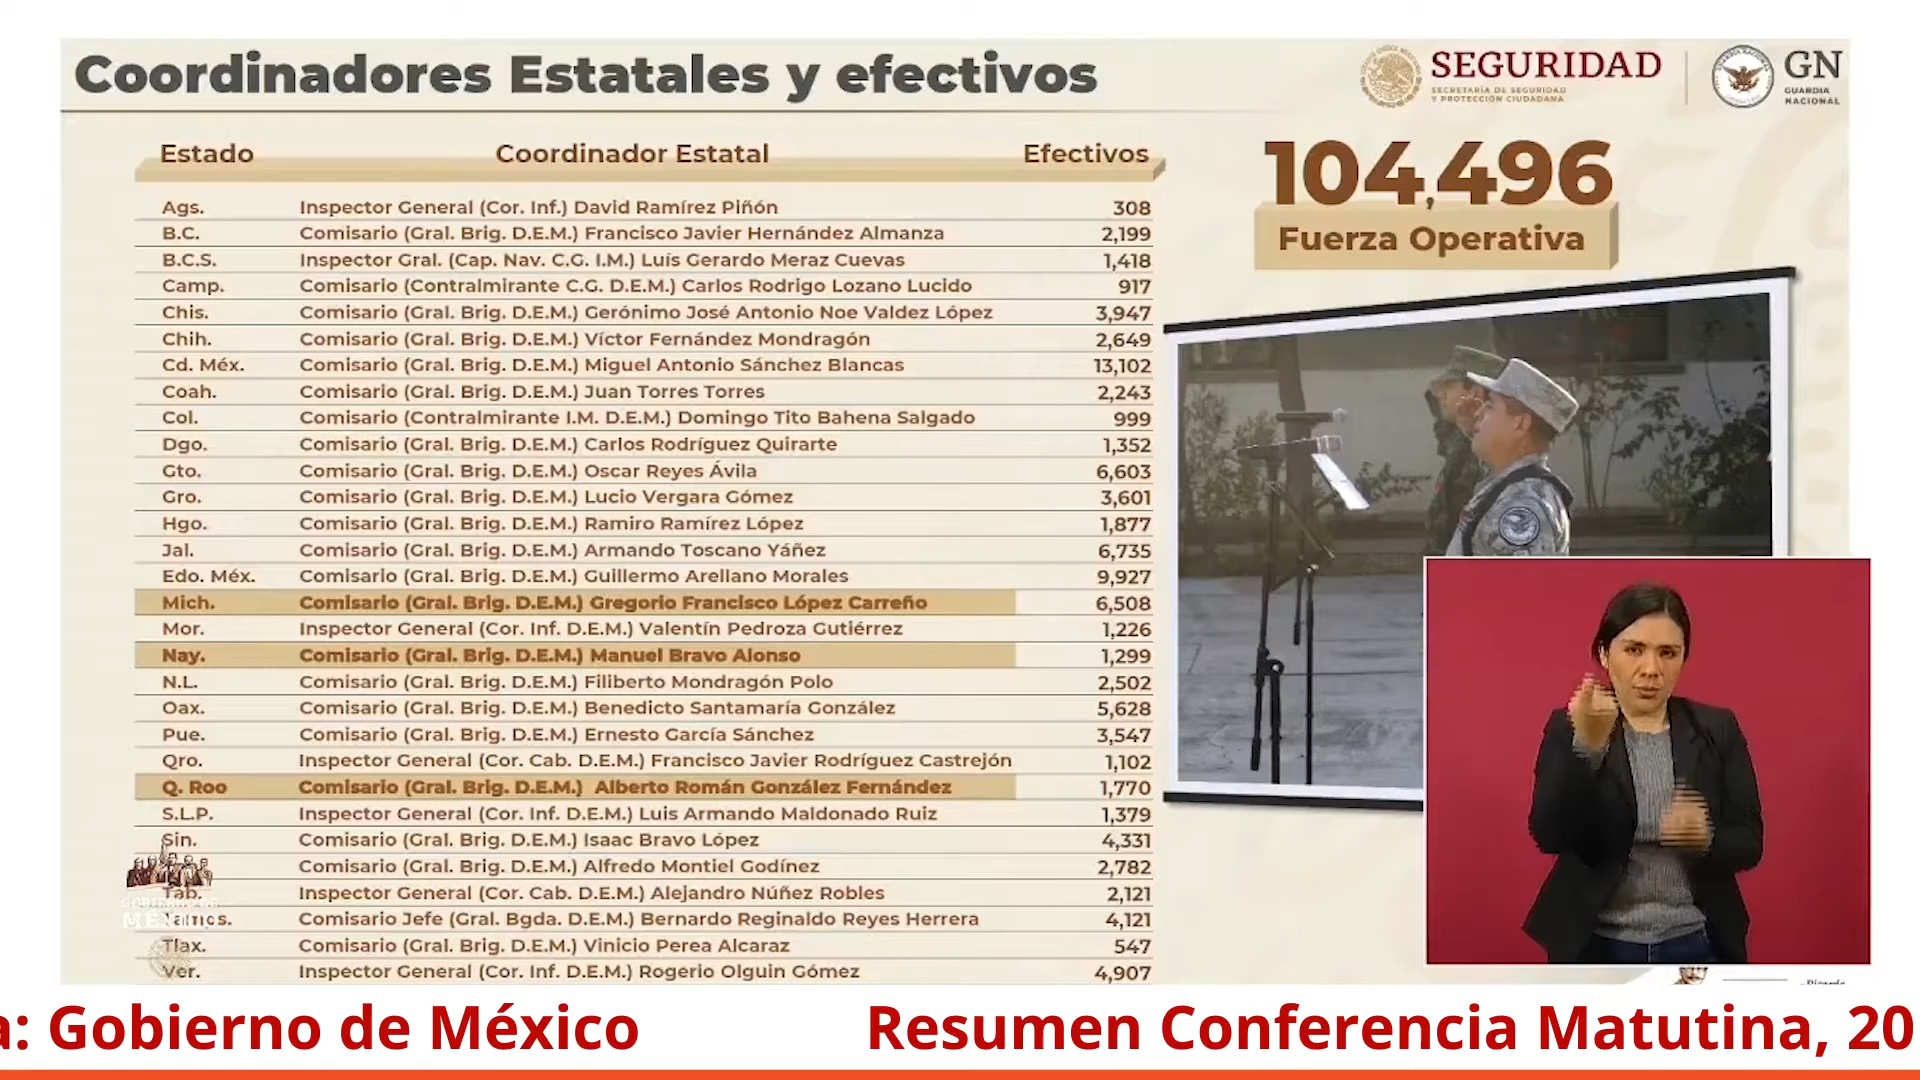 Coordinadores Estatales y efectivos
SEGURIDAD
SECRETARÍA DE SEGURIDAD
Y PROTECCIÓN CIUDADANA
GN
GUARDIA
NACIONAL
Estado Coordinador Estatal Efectivos
Ags. Inspector General (Cor. Inf.) David Ramírez Piñón 308
B.C. Comisario (Gral. Brig. D.E.M.) Francisco Javier Hernández Almanza 2,199
B.C.S. Inspector Gral. (Cap. Nav. C.G. I.M.) Luís Gerardo Meraz Cuevas 1,418
Camp. Comisario (Contralmirante C.G. D.E.M.) Carlos Rodrigo Lozano Lucido 917
Chis. Comisario (Gral. Brig. D.E.M.) Gerónimo José Antonio Noe Valdez López 3,947
Chih. Comisario (Gral. Brig. D.E.M.) Víctor Fernández Mondragón 2,649
Cd. Méx. Comisario (Gral. Brig. D.E.M.) Miguel Antonio Sánchez Blancas 13,102
Coah. Comisario (Gral. Brig. D.E.M.) Juan Torres Torres 2,243
Col. Comisario (Contralmirante I.M. D.E.M.) Domingo Tito Bahena Salgado 999
Dgo. Comisario (Gral. Brig. D.E.M.) Carlos Rodríguez Quirarte 1,352
Gto. Comisario (Gral. Brig. D.E.M.) Oscar Reyes Ávila 6,603
Gro. Comisario (Gral. Brig. D.E.M.) Lucio Vergara Gómez 3,601
Hgo. Comisario (Gral. Brig. D.E.M.) Ramiro Ramírez López 1,877
Jal. Comisario (Gral. Brig. D.E.M.) Armando Toscano Yáñez 6,735
Edo. Méx. Comisario (Gral. Brig. D.E.M.) Guillermo Arellano Morales 9,927
Mich. Comisario (Gral. Brig. D.E.M.) Gregorio Francisco López Carreño 6,508
Mor. Inspector General (Cor. Inf. D.E.M.) Valentín Pedroza Gutiérrez 1,226
Nay. Comisario (Gral. Brig. D.E.M.) Manuel Bravo Alonso 1,299
N.L. Comisario (Gral. Brig. D.E.M.) Filiberto Mondragón Polo 2,502
Oax. Comisario (Gral. Brig. D.E.M.) Benedicto Santamaría González 5,628
Pue. Comisario (Gral. Brig. D.E.M.) Ernesto García Sánchez 3,547
Qro. Inspector General (Cor. Cab. D.E.M.) Francisco Javier Rodríguez Castrejón 1,102
Q. Roo Comisario (Gral. Brig. D.E.M.) Alberto Román González Fernández 1,770
S.L.P. Inspector General (Cor. Inf. D.E.M.) Luis Armando Maldonado Ruiz 1,379
Sin. Comisario (Gral. Brig. D.E.M.) Isaac Bravo López 4,331
Comisario (Gral. Brig. D.E.M.) Alfredo Montiel Godínez 2,782
Tab. Inspector General (Cor. Cab. D.E.M.) Alejandro Núñez Robles 2,121
Comisario Jefe (Gral. Bgda. D.E.M.) Bernardo Reginaldo Reyes Herrera 4,121
Tlax. Comisario (Gral. Brig. D.E.M.) Vinicio Perea Alcaraz 547
Ver. Inspector General (Cor. Inf. D.E.M.) Rogerio Olguin Gómez 4,907
104,496
Fuerza Operativa
GOBIERNO DE
MÉXICO
a: Gobierno de México Resumen Conferencia Matutina, 20